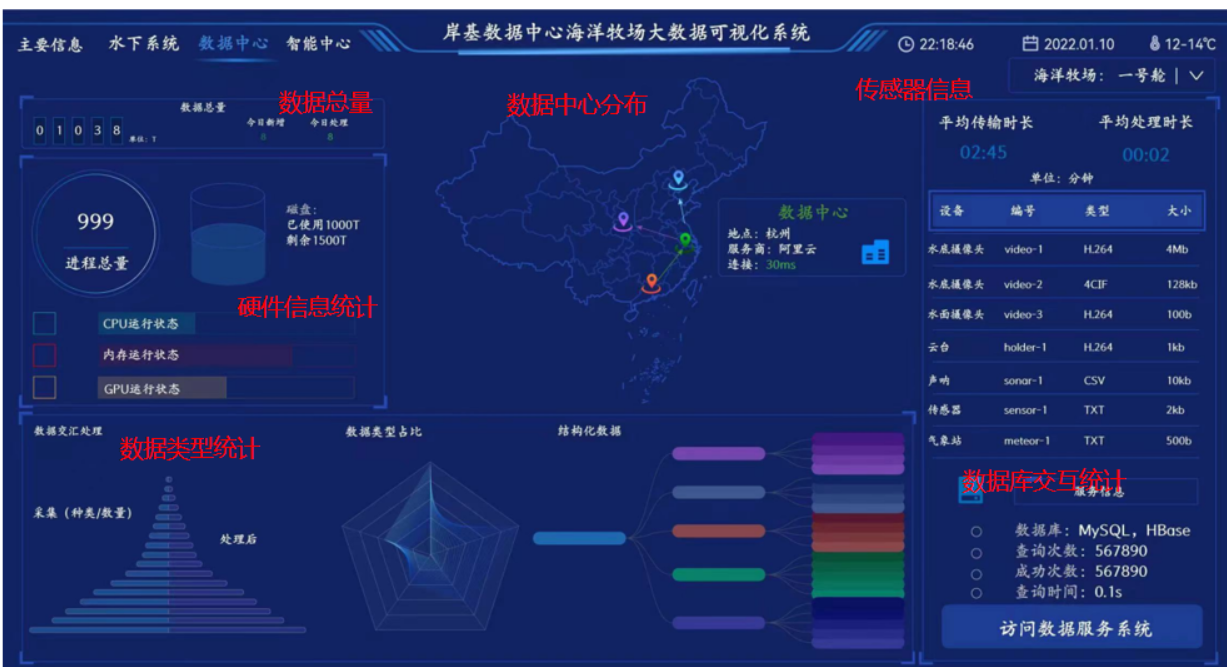 岸基数据中心海洋牧场大数据可视化系统
主要信息 水下系统 数据中心 智能中心
22:18:46 2022.01.10 12-14℃
海洋牧场: 一号舱
数据总量
数据总量
今日新增 今日处理
01038 单位: T 8 8
999
进程总量
磁盘:
已使用1000T
剩余1500T
硬件信息统计
CPU运行状态
内存运行状态
GPU运行状态
数据中心分布
数据中心
地点: 杭州
服务商: 阿里云
连接: 30ms
传感器信息
平均传输时长 平均处理时长
02:45 00:02
单位: 分钟
设备 编号 类型 大小
水底摄像头 video-1 H.264 4Mb
水底摄像头 video-2 4CIF 128kb
水面摄像头 video-3 H.264 100b
云台 holder-1 H.264 1kb
声呐 sonar-1 CSV 10kb
传感器 sensor-1 TXT 2kb
气象站 meteor-1 TXT 500b
数据交汇处理
数据类型统计
采集 (种类/数量)
处理后
数据类型占比
结构化数据
数据库交互统计
服务信息
数据库: MySQL, HBase
查询次数: 567890
成功次数: 567890
查询时间: 0.1s
访问数据服务系统